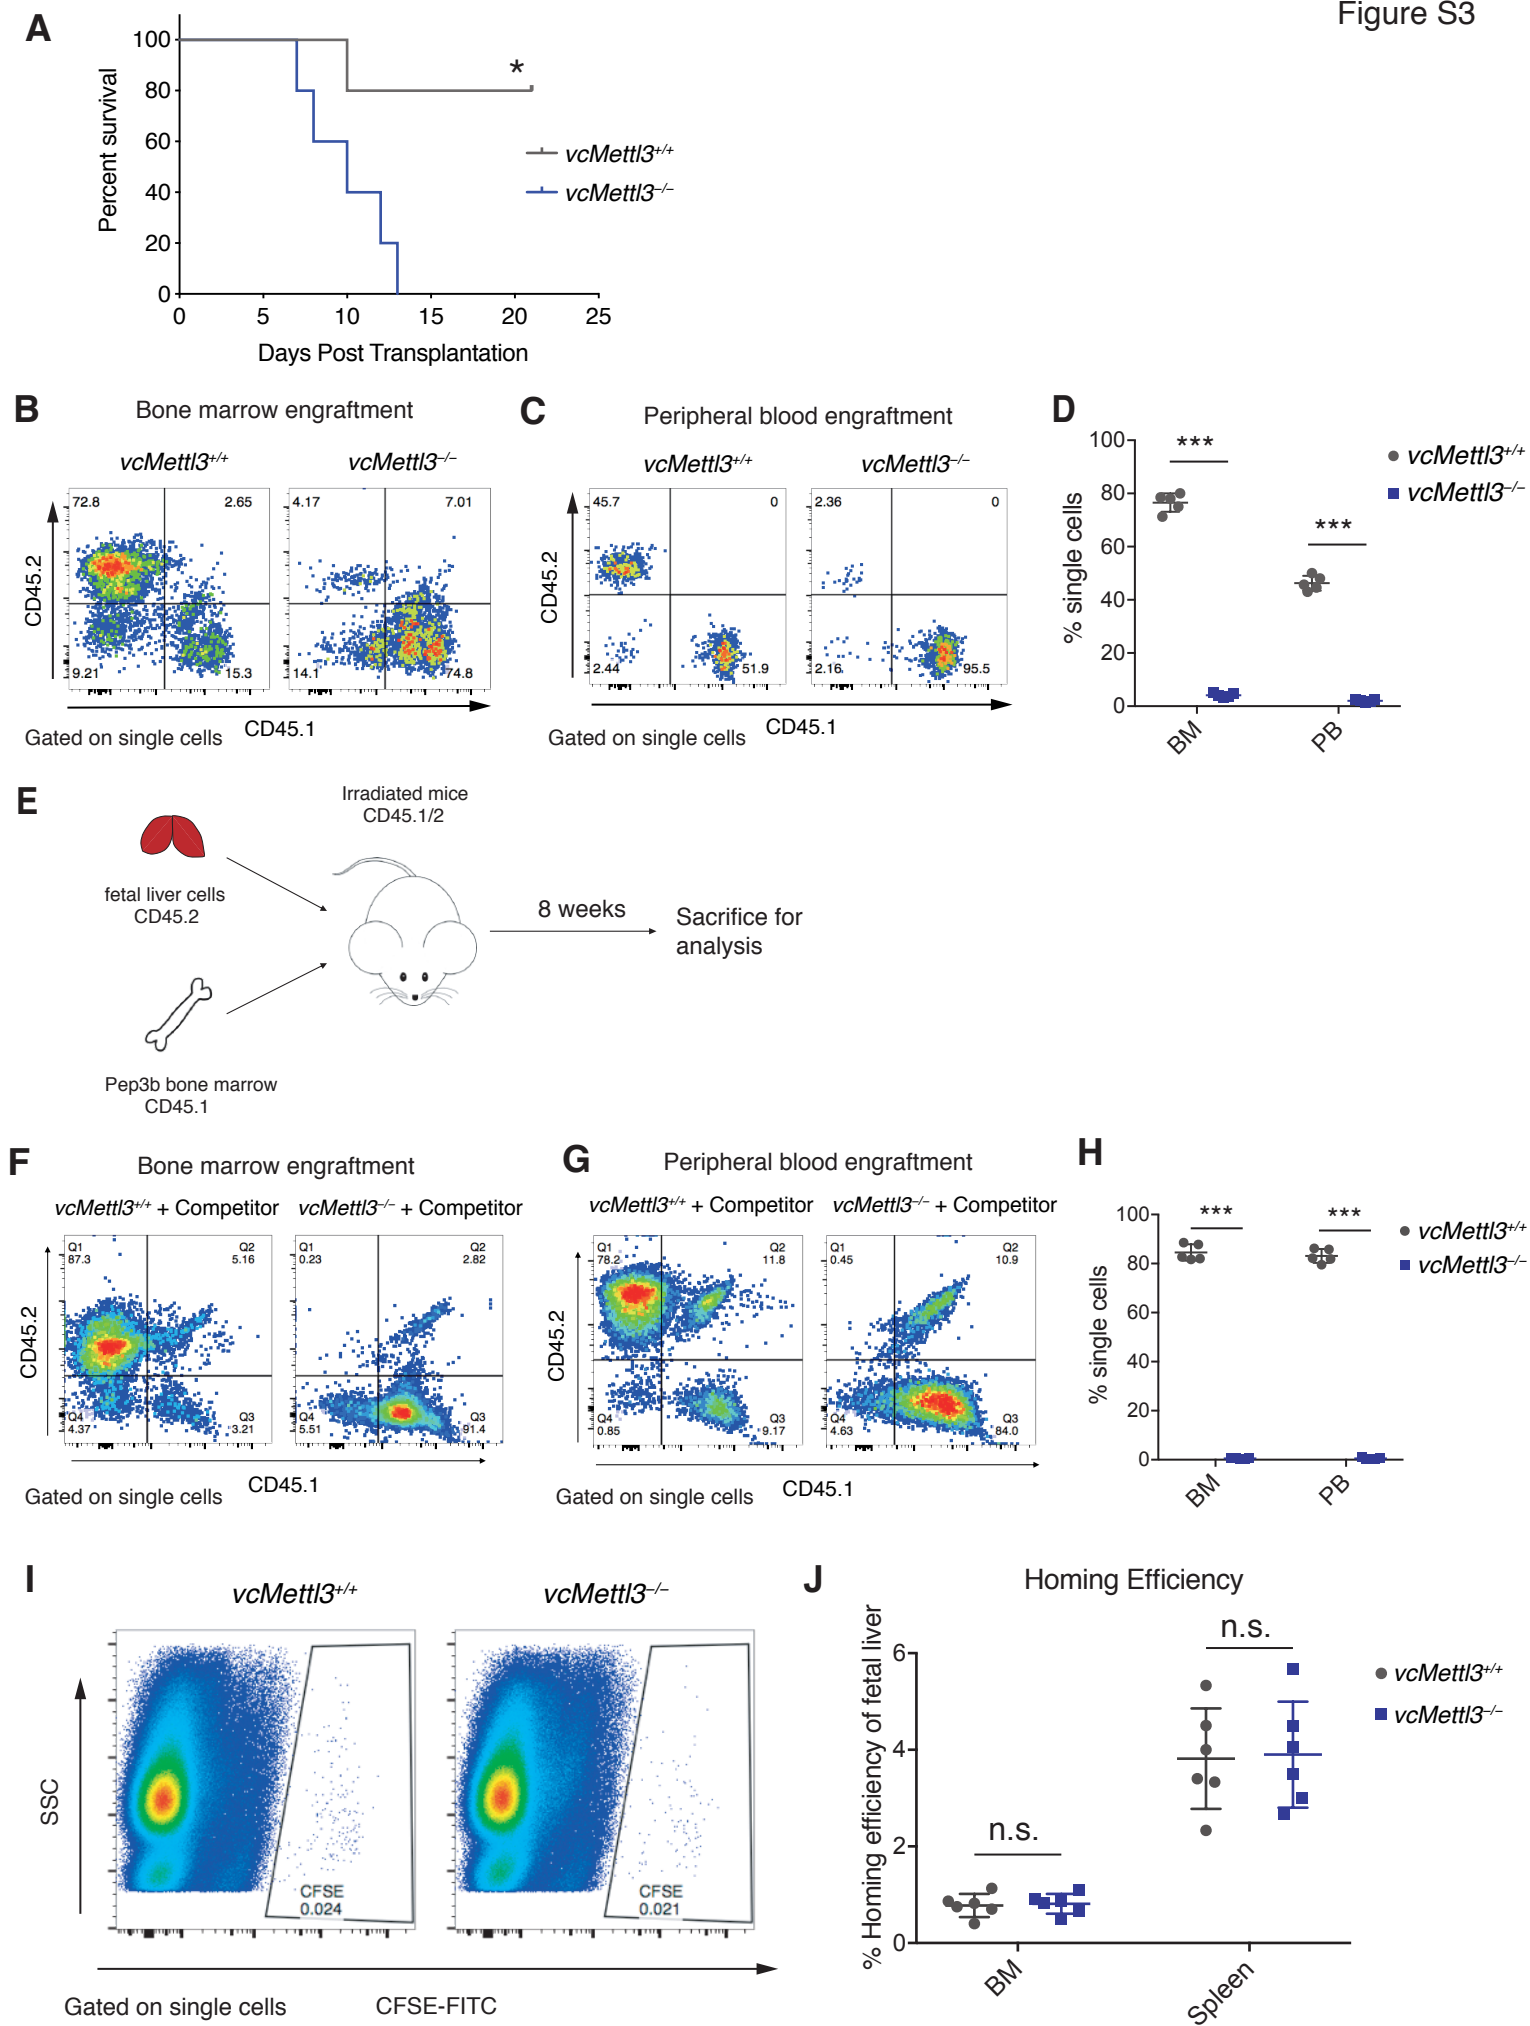 Figure S3
A
100
80
60
40
20
0
Percent survival
*
vcMettl3+/+
vcMettl3–/–
0 5 10 15 20 25
Days Post Transplantation
B
Bone marrow engraftment
vcMettl3+/+ vcMettl3–/–
72.8 2.65 4.17 7.01
CD45.2
9.21 15.3 14.1 74.8
CD45.1
Gated on single cells
C
Peripheral blood engraftment
vcMettl3+/+ vcMettl3–/–
45.7 0 2.36 0
CD45.2
2.44 51.9 2.16 95.5
CD45.1
Gated on single cells
D
100
80
60
40
20
0
% single cells
***
***
vcMettl3+/+
vcMettl3–/–
BM PB
E
Irradiated mice
CD45.1/2
fetal liver cells
CD45.2
8 weeks
Sacrifice for
analysis
Pep3b bone marrow
CD45.1
F
Bone marrow engraftment
vcMettl3+/+ + Competitor vcMettl3–/– + Competitor
Q1 Q2 Q1 Q2
87.3 5.16 0.23 2.82
CD45.2
Q4 Q3 Q4 Q3
4.37 3.21 5.51 91.4
CD45.1
Gated on single cells
G
Peripheral blood engraftment
vcMettl3+/+ + Competitor vcMettl3–/– + Competitor
Q1 Q2 Q1 Q2
78.2 11.8 0.45 10.9
CD45.2
Q4 Q3 Q4 Q3
0.85 9.17 4.63 84.0
CD45.1
Gated on single cells
H
100
80
60
40
20
0
% single cells
*** ***
vcMettl3+/+
vcMettl3–/–
BM PB
I
vcMettl3+/+ vcMettl3–/–
SSC
CFSE CFSE
0.024 0.021
Gated on single cells CFSE-FITC
J
Homing Efficiency
% Homing efficiency of fetal liver
6
4
2
0
n.s.
n.s.
vcMettl3+/+
vcMettl3–/–
BM Spleen